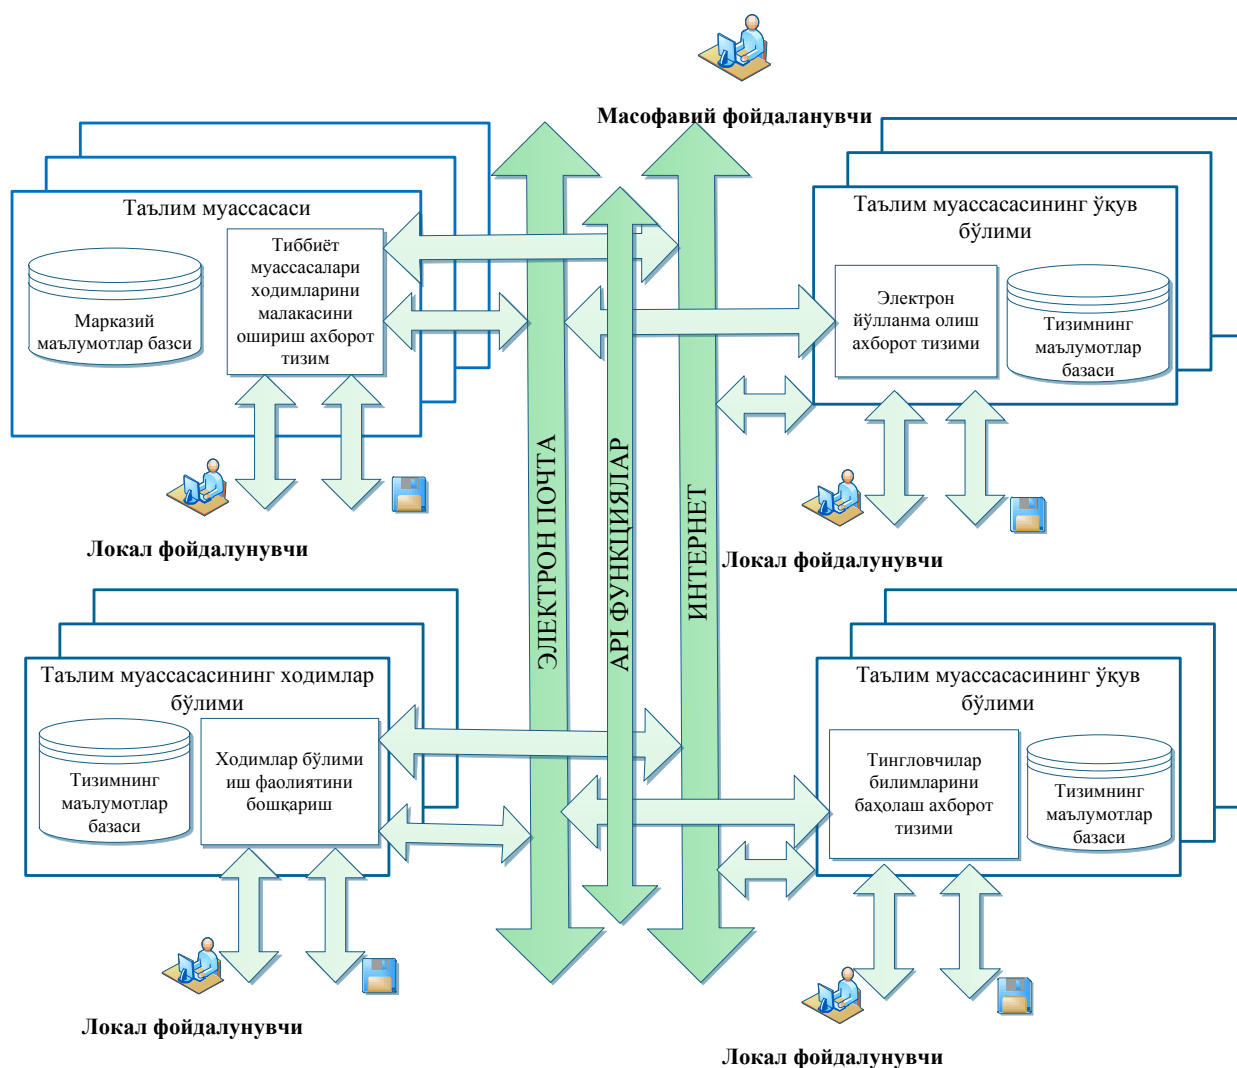 Масофавий фойдаланувчи
Таълим муассасаси
Марказий
маълумотлар базси
Тиббиёт
муассасалари
ходимларини
малакасини
ошириш ахборот
тизим
Таълим муассасасининг ўқув
бўлими
Электрон
йўлланма олиш
ахборот тизими
Тизимнинг
маълумотлар
базаси
Локал фойдалунувчи
Локал фойдалунувчи
ЭЛЕКТРОН ПОЧТА
API ФУНКЦИЯЛАР
ИНТЕРНЕТ
Таълим муассасасининг ходимлар
бўлими
Тизимнинг
маълумотлар
базаси
Ходимлар бўлими
иш фаолиятини
бошқариш
Таълим муассасасининг ўқув
бўлими
Тингловчилар
билимларини
баҳолаш ахборот
тизими
Тизимнинг
маълумотлар
базаси
Локал фойдалунувчи
Локал фойдалунувчи